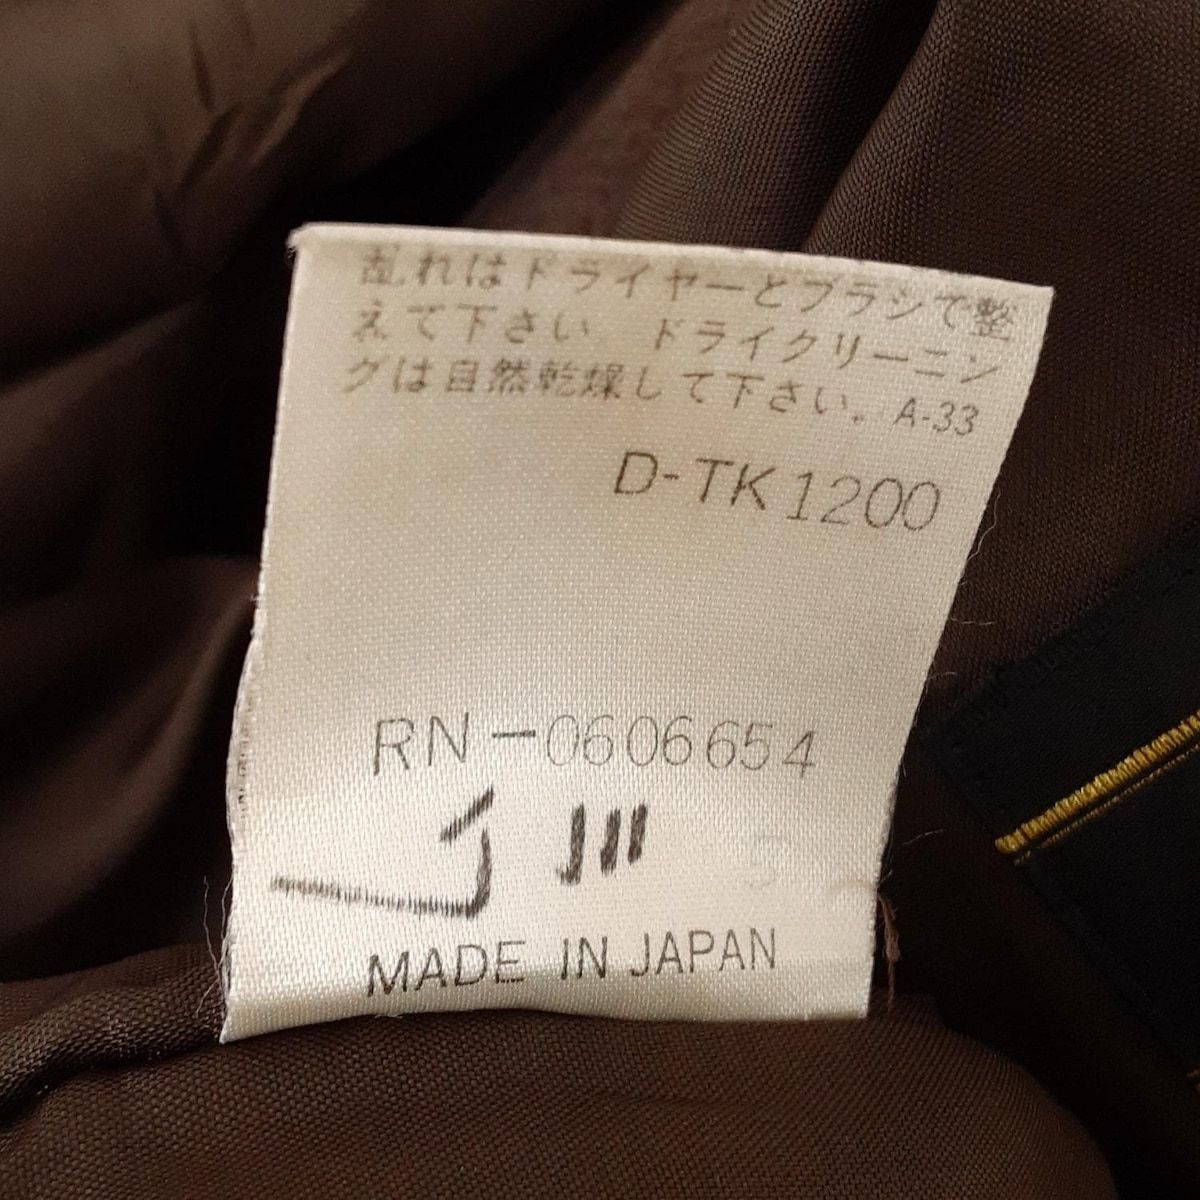 乱れはドライヤーとブラシで整
えて下さい ドライクリーニン
グは自然乾燥して下さい。A-33
D-TK1200
RN-0606654
MADE IN JAPAN